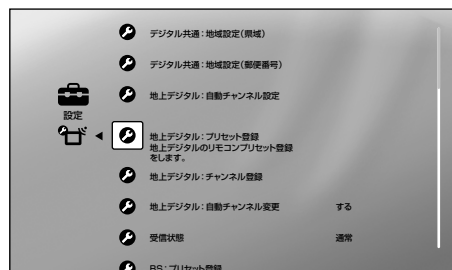 デジタル共通：地域設定（県域）
デジタル共通：地域設定（郵便番号）
地上デジタル：自動チャンネル設定
設定
地上デジタル：プリセット登録
地上デジタルのリモコンプリセット登録
をします。
地上デジタル：チャンネル登録
地上デジタル：自動チャンネル変更 する
受信状態 通常
BS：プリセット登録